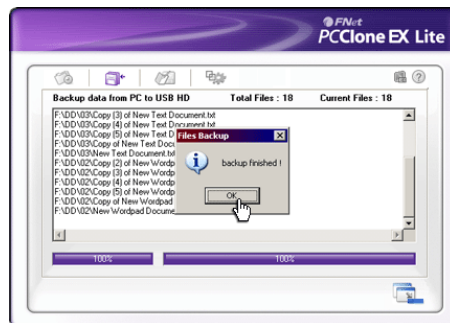 FNet
PCClone EX Lite
Backup data from PC to USB HD Total Files : 18 Current Files : 18
F:\DD\03\Copy (3) of New Text Document.txt
F:\DD\03\Copy (4) of New Text Document.txt
F:\DD\03\Copy (5) of New Text D
F:\DD\03\Copy of New Text Docu
F:\DD\03\New Text Document.txt
F:\DD\02\Copy (2) of New Wordp
F:\DD\02\Copy (3) of New Wordp
F:\DD\02\Copy (4) of New Wordp
F:\DD\02\Copy (5) of New Wordp
F:\DD\02\Copy of New Wordpad
F:\DD\02\New Wordpad Docume
Files Backup
backup finished !
OK
100% 100%